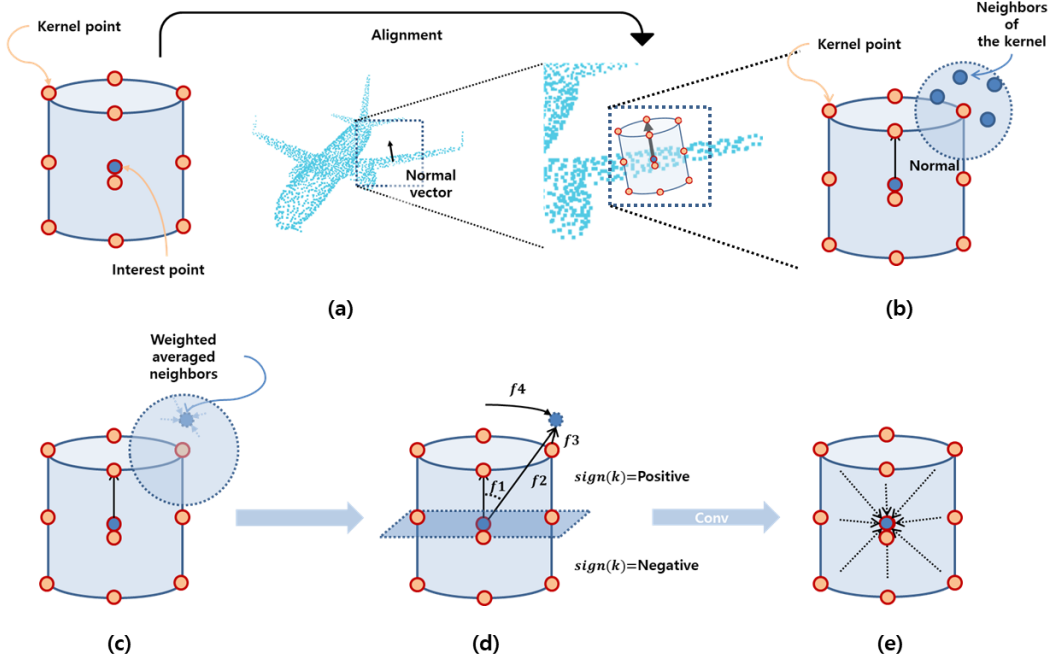 Kernel point
Alignment
Normal
vector
Interest point
(a)
Neighbors
of
the kernel
Kernel point
Normal
(b)
Weighted
averaged
neighbors
(c)
f4
f3
f1
f2
sign(k)=Positive
sign(k)=Negative
(d)
Conv
(e)